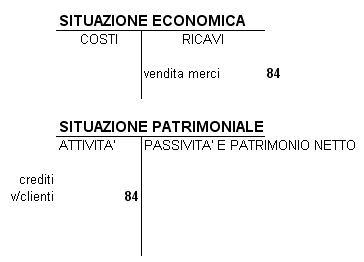 SITUAZIONE ECONOMICA
COSTI RICAVI
vendita merci 84
SITUAZIONE PATRIMONIALE
ATTIVITA' PASSIVITA' E PATRIMONIO NETTO
crediti
v/clienti 84